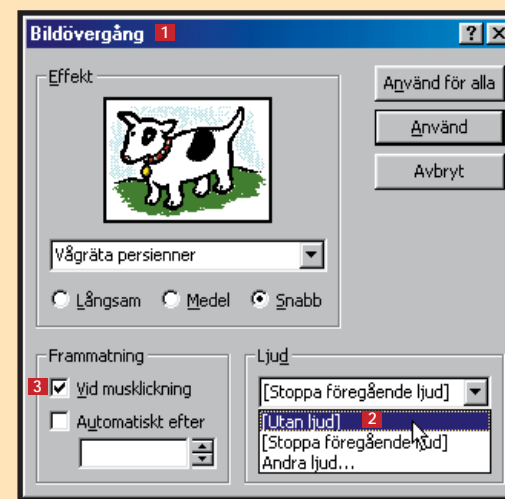 Bildövergång 1
Effekt
Använd för alla
Använd
Avbryt
Vågräta persienner
Långsam Medel Snabb
Frammatning
3 Vid musklickning
Automatiskt efter
Ljud
[Stoppa föregående ljud]
[Utan ljud] 2
[Stoppa föregående ljud]
Andra ljud...